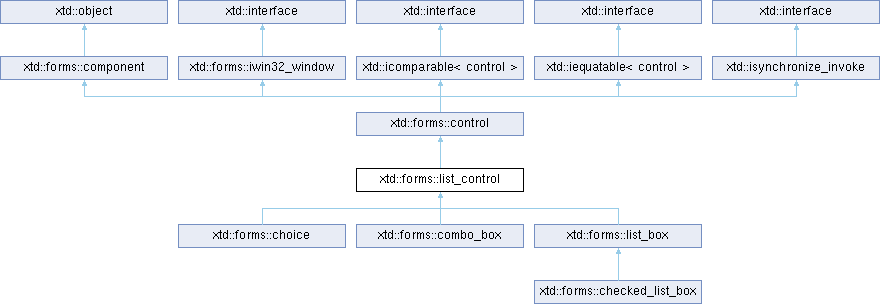 xtd::object
xtd::interface
xtd::interface
xtd::interface
xtd::interface
xtd::forms::component
xtd::forms::iwin32_window
xtd::icomparable< control >
xtd::iequatable< control >
xtd::isynchronize_invoke
xtd::forms::control
xtd::forms::list_control
xtd::forms::choice
xtd::forms::combo_box
xtd::forms::list_box
xtd::forms::checked_list_box